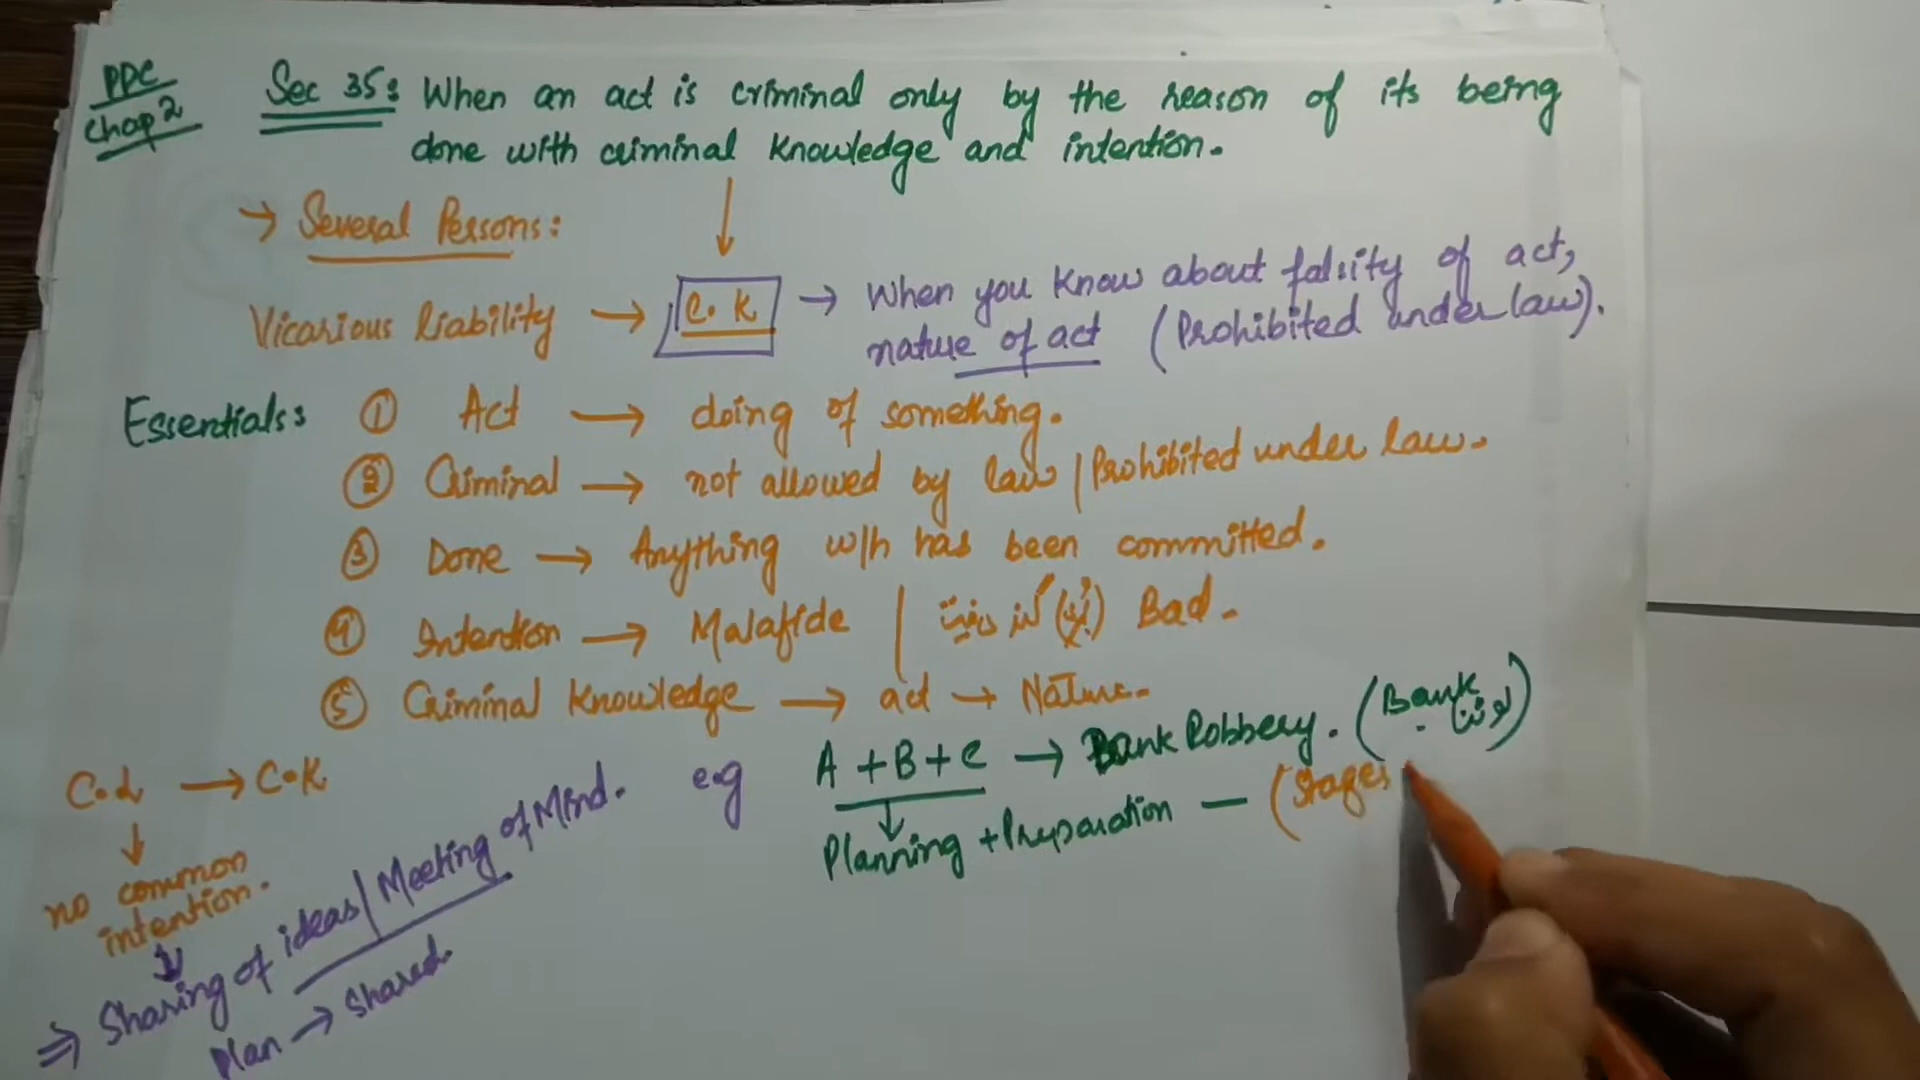 PPC
Chap 2
Sec 35: When an act is criminal only by the reason of its being
done with criminal knowledge and intention.
→ Several Persons:
Vicarious liability → C.K → When you know about falsity of act,
nature of act (Prohibited under law).
Essentials:
① Act → doing of something.
② Criminal → not allowed by law / Prohibited under law.
③ Done → Anything w/h has been committed.
④ Intention → Malafide | Bad.
⑤ Criminal Knowledge → act → Nature.
e.g A + B + C → Bank Robbery. (Bank لوٹنا)
Planning + Preparation — (Stages
→ C.K
no common
intention.
⇒ Sharing of ideas / Meeting of Mind.
Plan → Shared.